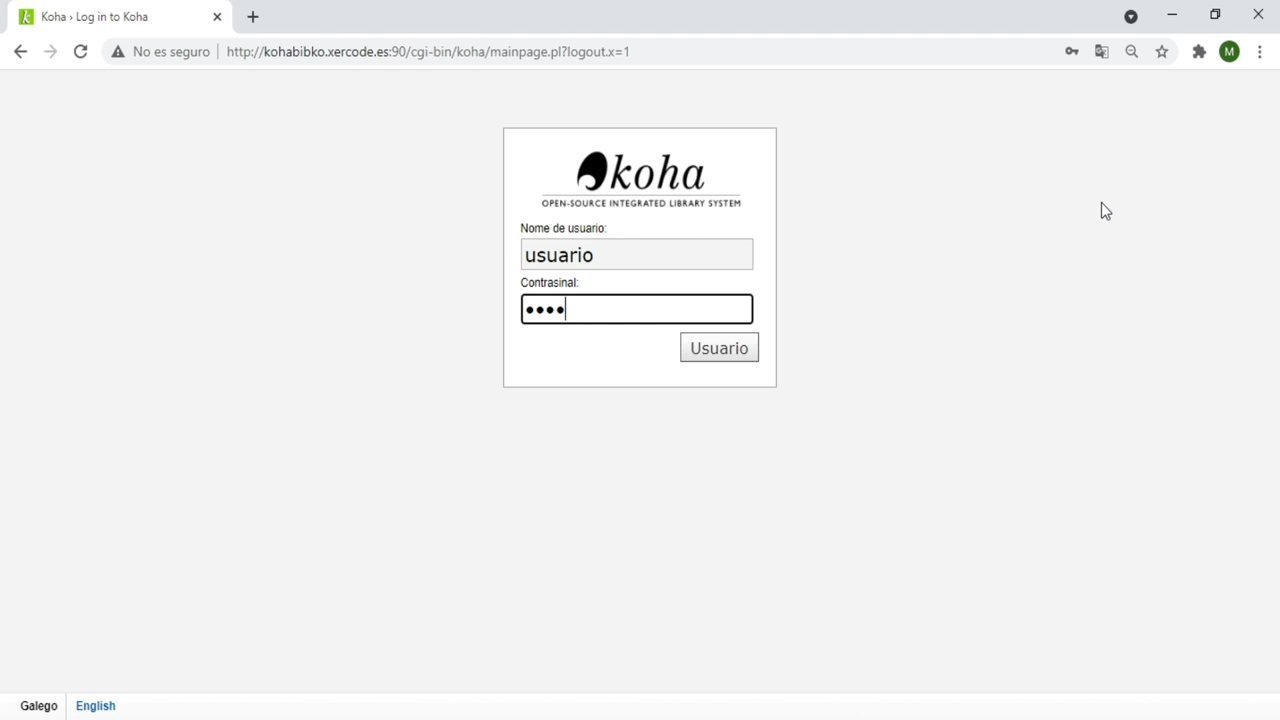 Koha › Log in to Koha
No es seguro
http://kohabibko.xercode.es:90/cgi-bin/koha/mainpage.pl?logout.x=1
M
koha
OPEN-SOURCE INTEGRATED LIBRARY SYSTEM
Nome de usuario:
usuario
Contrasinal:
••••
Usuario
Galego
English